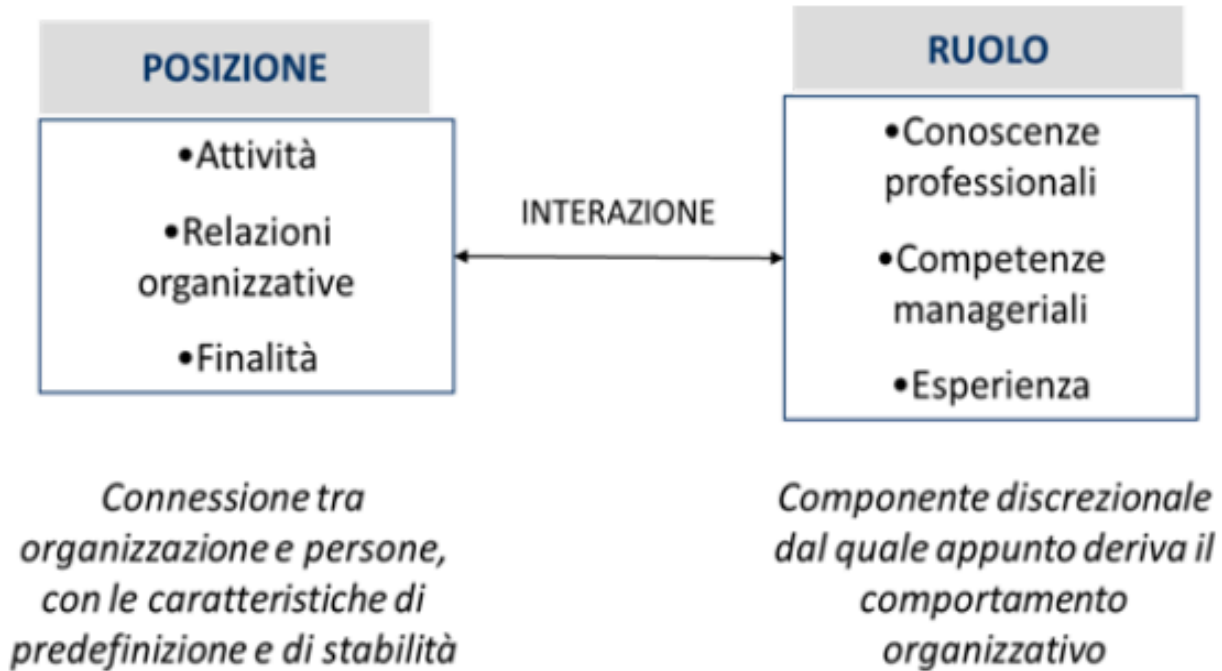 POSIZIONE
•Attività
•Relazioni
organizzative
•Finalità
Connessione tra
organizzazione e persone,
con le caratteristiche di
predefinizione e di stabilità
INTERAZIONE
RUOLO
•Conoscenze
professionali
•Competenze
manageriali
•Esperienza
Componente discrezionale
dal quale appunto deriva il
comportamento
organizzativo